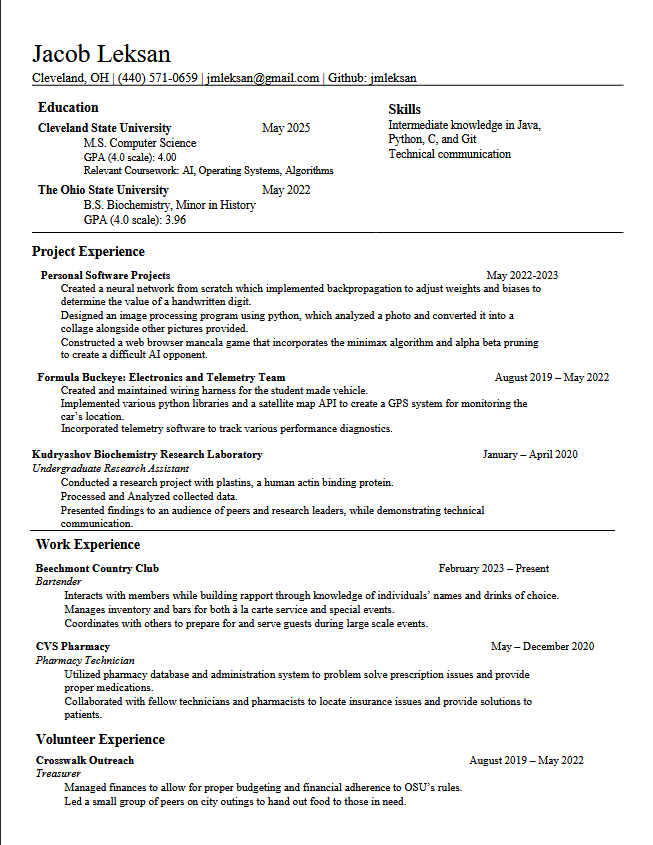 Jacob Leksan
Cleveland, OH | (440) 571-0659 | jmleksan@gmail.com | Github: jmleksan
Education
Cleveland State University May 2025
M.S. Computer Science
GPA (4.0 scale): 4.00
Relevant Coursework: AI, Operating Systems, Algorithms
The Ohio State University May 2022
B.S. Biochemistry, Minor in History
GPA (4.0 scale): 3.96
Skills
Intermediate knowledge in Java,
Python, C, and Git
Technical communication
Project Experience
Personal Software Projects May 2022-2023
Created a neural network from scratch which implemented backpropagation to adjust weights and biases to
determine the value of a handwritten digit.
Designed an image processing program using python, which analyzed a photo and converted it into a
collage alongside other pictures provided.
Constructed a web browser mancala game that incorporates the minimax algorithm and alpha beta pruning
to create a difficult AI opponent.
Formula Buckeye: Electronics and Telemetry Team August 2019 – May 2022
Created and maintained wiring harness for the student made vehicle.
Implemented various python libraries and a satellite map API to create a GPS system for monitoring the
car’s location.
Incorporated telemetry software to track various performance diagnostics.
Kudryashov Biochemistry Research Laboratory January – April 2020
Undergraduate Research Assistant
Conducted a research project with plastins, a human actin binding protein.
Processed and Analyzed collected data.
Presented findings to an audience of peers and research leaders, while demonstrating technical
communication.
Work Experience
Beechmont Country Club February 2023 – Present
Bartender
Interacts with members while building rapport through knowledge of individuals’ names and drinks of choice.
Manages inventory and bars for both à la carte service and special events.
Coordinates with others to prepare for and serve guests during large scale events.
CVS Pharmacy May – December 2020
Pharmacy Technician
Utilized pharmacy database and administration system to problem solve prescription issues and provide
proper medications.
Collaborated with fellow technicians and pharmacists to locate insurance issues and provide solutions to
patients.
Volunteer Experience
Crosswalk Outreach August 2019 – May 2022
Treasurer
Managed finances to allow for proper budgeting and financial adherence to OSU’s rules.
Led a small group of peers on city outings to hand out food to those in need.